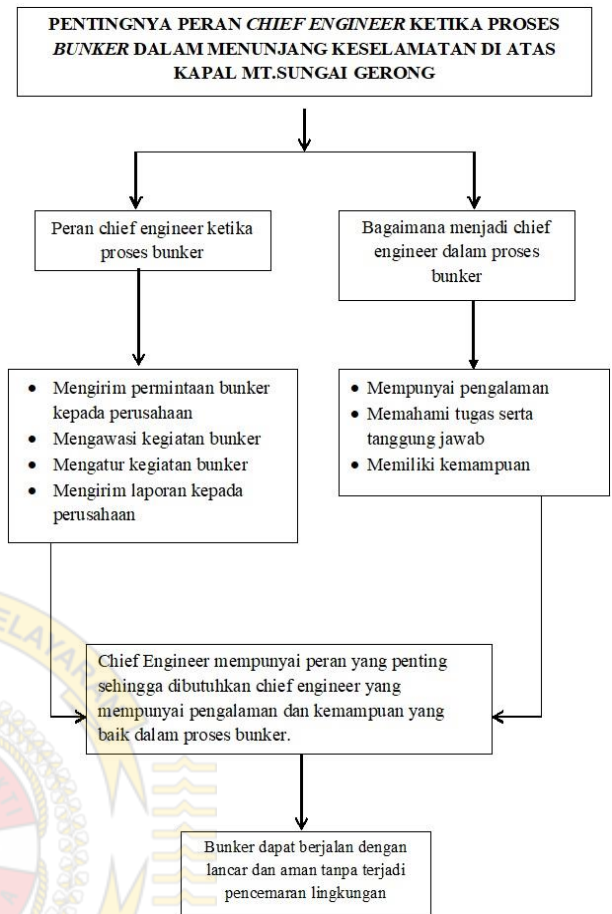 PENTINGNYA PERAN CHIEF ENGINEER KETIKA PROSES
BUNKER DALAM MENUNJANG KESELAMATAN DI ATAS
KAPAL MT.SUNGAI GERONG
Peran chief engineer ketika
proses bunker
Bagaimana menjadi chief
engineer dalam proses
bunker
• Mengirim permintaan bunker
kepada perusahaan
• Mengawasi kegiatan bunker
• Mengatur kegiatan bunker
• Mengirim laporan kepada
perusahaan
• Mempunyai pengalaman
• Memahami tugas serta
tanggung jawab
• Memiliki kemampuan
Chief Engineer mempunyai peran yang penting
sehingga dibutuhkan chief engineer yang
mempunyai pengalaman dan kemampuan yang
baik dalam proses bunker.
Bunker dapat berjalan dengan
lancar dan aman tanpa terjadi
pencemaran lingkungan